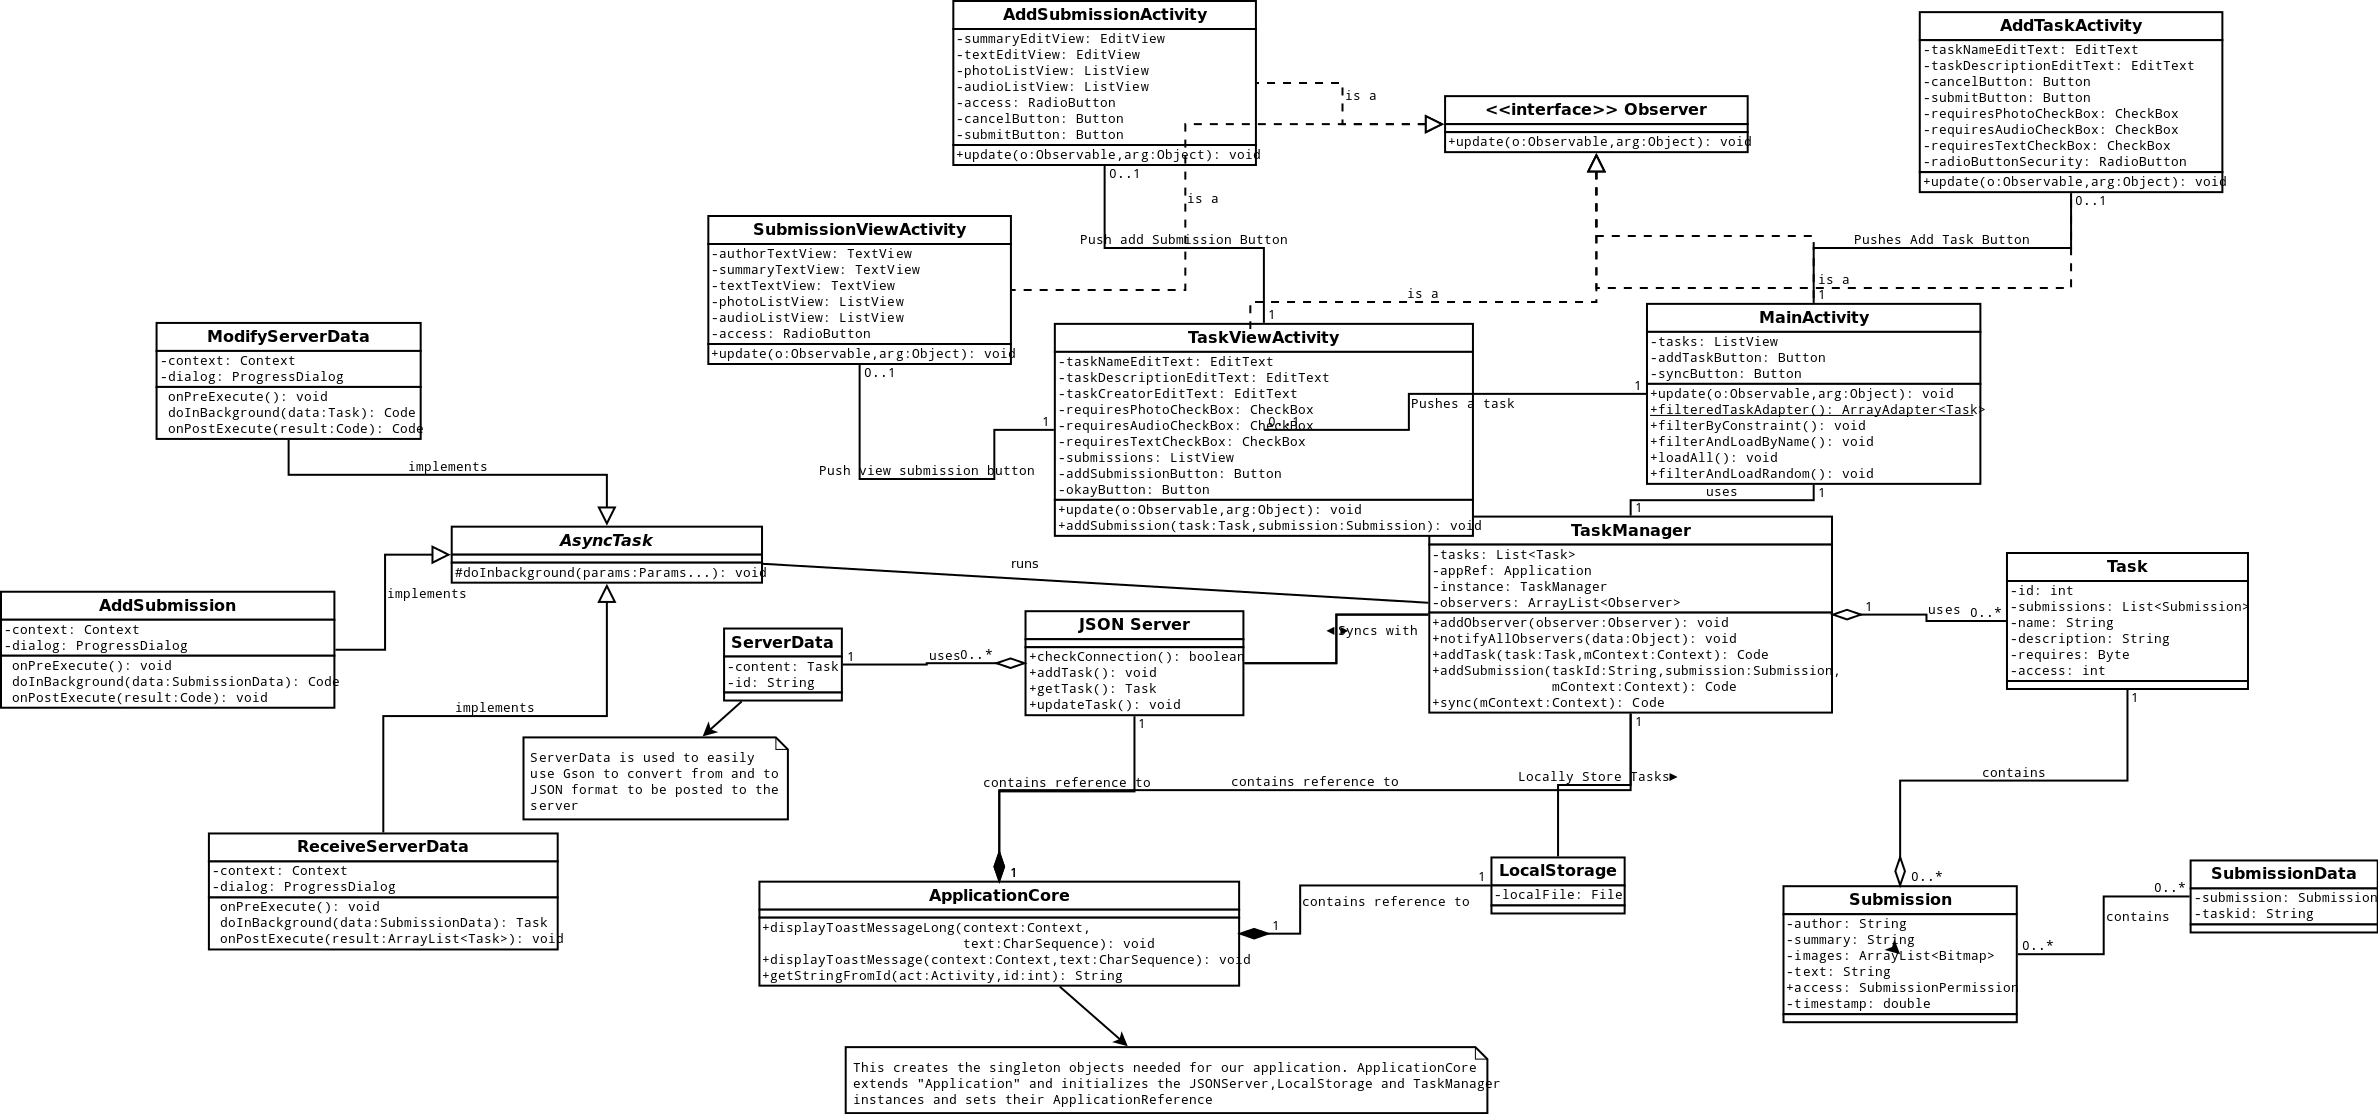 AddSubmissionActivity
-summaryEditView: EditView
-textEditView: EditView
-photoListView: ListView
-audioListView: ListView
-access: RadioButton
-cancelButton: Button
-submitButton: Button
+update(o:Observable,arg:Object): void
0..1
is a
<<interface>> Observer
+update(o:Observable,arg:Object): void
AddTaskActivity
-taskNameEditText: EditText
-taskDescriptionEditText: EditText
-cancelButton: Button
-submitButton: Button
-requiresPhotoCheckBox: CheckBox
-requiresAudioCheckBox: CheckBox
-requiresTextCheckBox: CheckBox
-radioButtonSecurity: RadioButton
+update(o:Observable,arg:Object): void
0..1
is a
Push add Submission Button
1
Pushes Add Task Button
is a
1
is a
SubmissionViewActivity
-authorTextView: TextView
-summaryTextView: TextView
-textTextView: TextView
-photoListView: ListView
-audioListView: ListView
-access: RadioButton
+update(o:Observable,arg:Object): void
0..1
1
Push view submission button
TaskViewActivity
-taskNameEditText: EditText
-taskDescriptionEditText: EditText
-taskCreatorEditText: EditText
-requiresPhotoCheckBox: CheckBox
-requiresAudioCheckBox: CheckBox
-requiresTextCheckBox: CheckBox
-submissions: ListView
-addSubmissionButton: Button
-okayButton: Button
+update(o:Observable,arg:Object): void
+addSubmission(task:Task,submission:Submission): void
0..1
Pushes a task
1
MainActivity
-tasks: ListView
-addTaskButton: Button
-syncButton: Button
+update(o:Observable,arg:Object): void
+filteredTaskAdapter(): ArrayAdapter<Task>
+filterByConstraint(): void
+filterAndLoadByName(): void
+loadAll(): void
+filterAndLoadRandom(): void
uses
1
1
ModifyServerData
-context: Context
-dialog: ProgressDialog
onPreExecute(): void
doInBackground(data:Task): Code
onPostExecute(result:Code): Code
implements
AsyncTask
#doInbackground(params:Params...): void
runs
implements
AddSubmission
-context: Context
-dialog: ProgressDialog
onPreExecute(): void
doInBackground(data:SubmissionData): Code
onPostExecute(result:Code): void
implements
ReceiveServerData
-context: Context
-dialog: ProgressDialog
onPreExecute(): void
doInBackground(data:SubmissionData): Task
onPostExecute(result:ArrayList<Task>): void
ServerData
-content: Task
-id: String
1
uses
0..*
ServerData is used to easily
use Gson to convert from and to
JSON format to be posted to the
server
JSON Server
+checkConnection(): boolean
+addTask(): void
+getTask(): Task
+updateTask(): void
1
Syncs with
TaskManager
-tasks: List<Task>
-appRef: Application
-instance: TaskManager
-observers: ArrayList<Observer>
+addObserver(observer:Observer): void
+notifyAllObservers(data:Object): void
+addTask(task:Task,mContext:Context): Code
+addSubmission(taskId:String,submission:Submission,
mContext:Context): Code
+sync(mContext:Context): Code
1
1
uses
0..*
Task
-id: int
-submissions: List<Submission>
-name: String
-description: String
-requires: Byte
-access: int
1
contains
0..*
contains reference to
contains reference to
Locally Store Tasks
1
ApplicationCore
+displayToastMessageLong(context:Context,
text:CharSequence): void
+displayToastMessage(context:Context,text:CharSequence): void
+getStringFromId(act:Activity,id:int): String
1
contains reference to
1
LocalStorage
-localFile: File
Submission
-author: String
-summary: String
-images: ArrayList<Bitmap>
-text: String
+access: SubmissionPermission
-timestamp: double
0..*
contains
0..*
SubmissionData
-submission: Submission
-taskid: String
This creates the singleton objects needed for our application. ApplicationCore
extends "Application" and initializes the JSONServer,LocalStorage and TaskManager
instances and sets their ApplicationReference